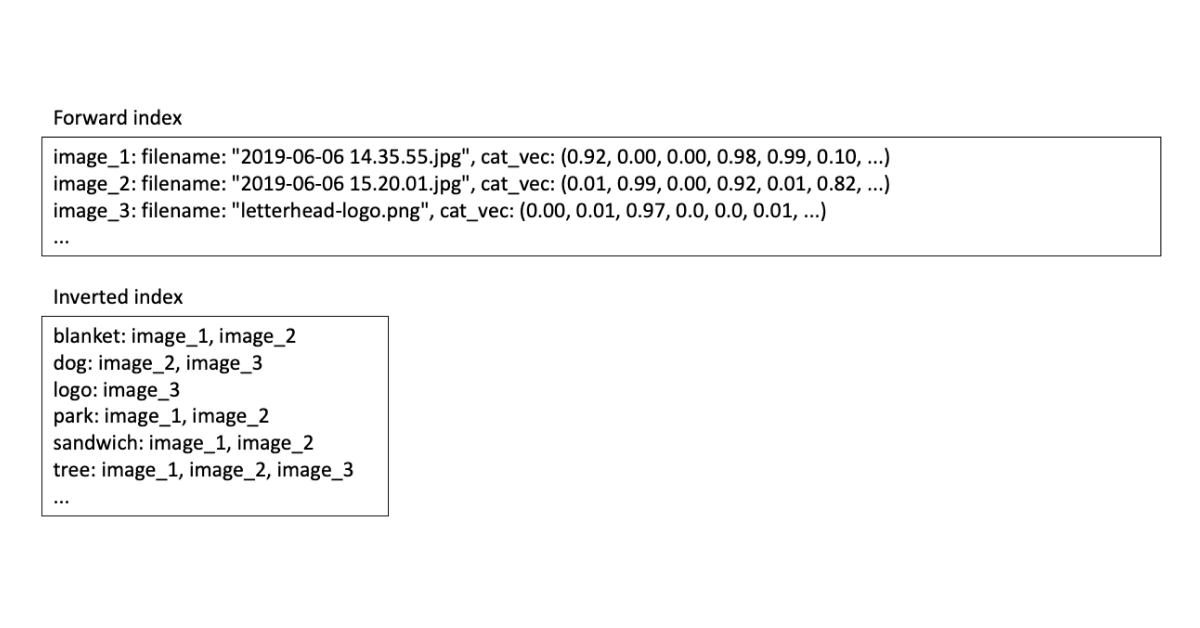 Forward index
image_1: filename: "2019-06-06 14.35.55.jpg", cat_vec: (0.92, 0.00, 0.00, 0.98, 0.99, 0.10, ...)
image_2: filename: "2019-06-06 15.20.01.jpg", cat_vec: (0.01, 0.99, 0.00, 0.92, 0.01, 0.82, ...)
image_3: filename: "letterhead-logo.png", cat_vec: (0.00, 0.01, 0.97, 0.0, 0.0, 0.01, ...)
...
Inverted index
blanket: image_1, image_2
dog: image_2, image_3
logo: image_3
park: image_1, image_2
sandwich: image_1, image_2
tree: image_1, image_2, image_3
...